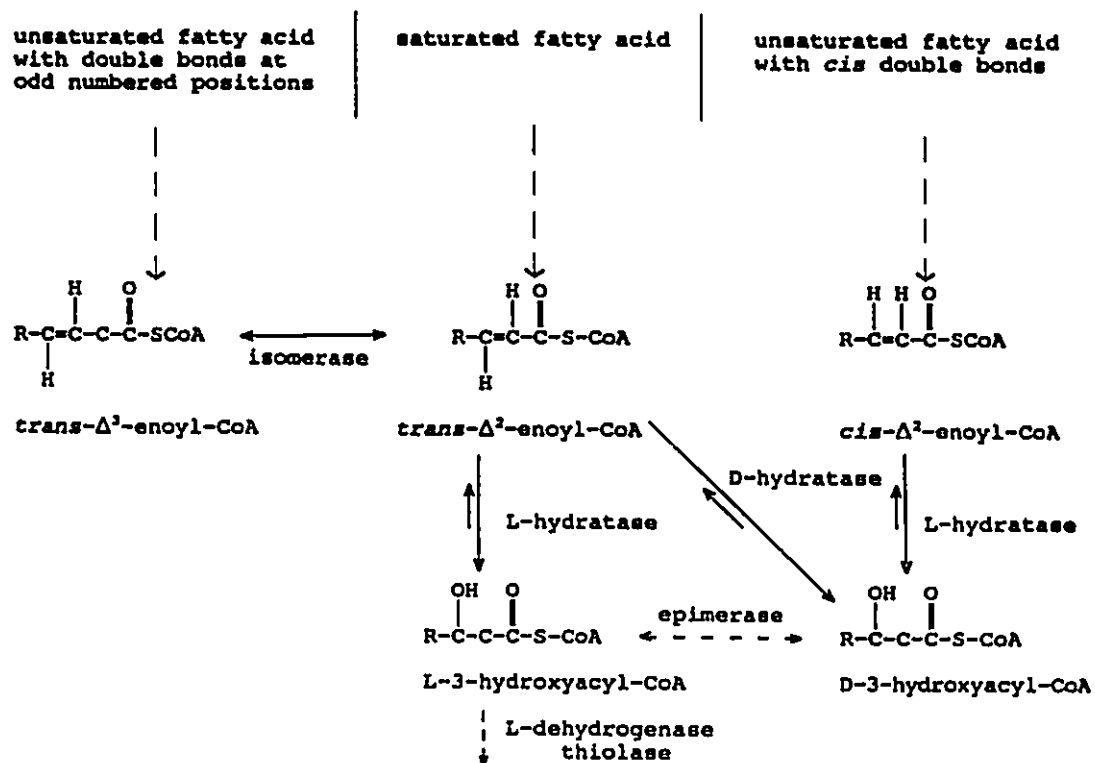 unsaturated fatty acid
with double bonds at
odd numbered positions
saturated fatty acid
unsaturated fatty acid
with cis double bonds
H O
R-C=C-C-C-SCoA
H
isomerase
H O
R-C=C-C-S-CoA
H
H H O
R-C=C-C-SCoA
trans-Δ³-enoyl-CoA
trans-Δ²-enoyl-CoA
cis-Δ²-enoyl-CoA
D-hydratase
L-hydratase
L-hydratase
OH O
R-C-C-C-S-CoA
epimerase
OH O
R-C-C-C-S-CoA
L-3-hydroxyacyl-CoA
D-3-hydroxyacyl-CoA
L-dehydrogenase
thiolase